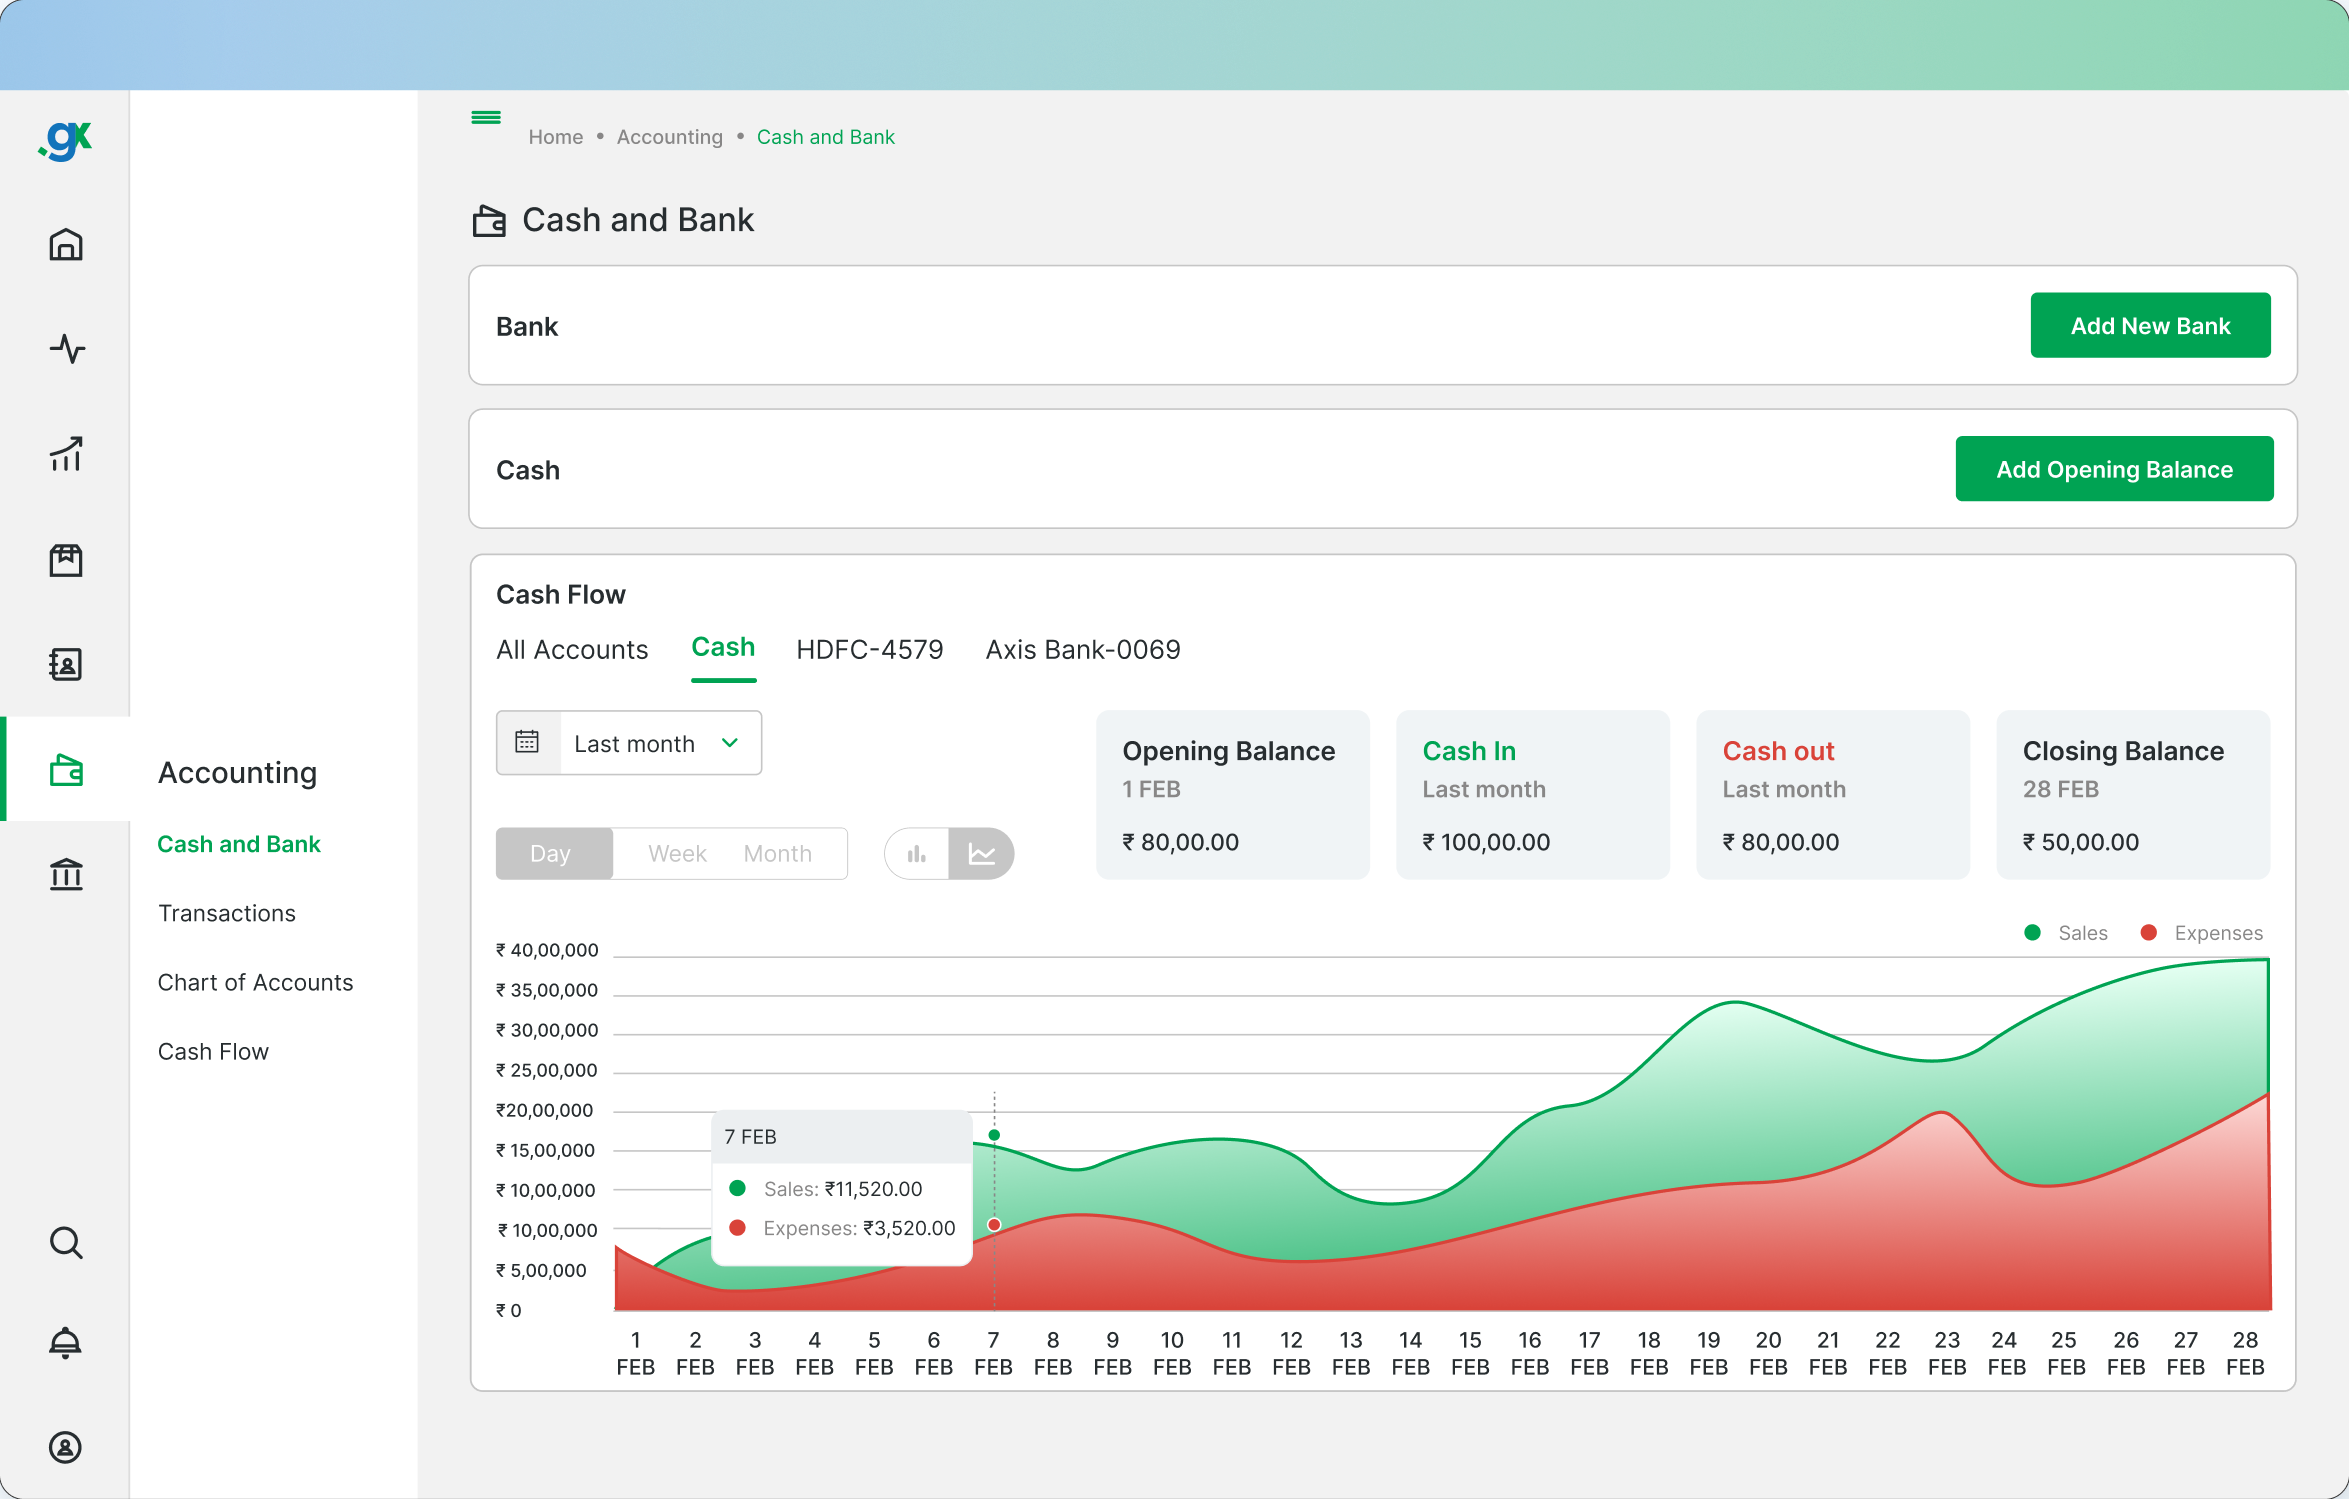 .gx
Home • Accounting • Cash and Bank
Cash and Bank
Bank
Add New Bank
Cash
Add Opening Balance
Cash Flow
All Accounts Cash HDFC-4579 Axis Bank-0069
Last month
Day Week Month
Opening Balance
1 FEB
₹ 80,00.00
Cash In
Last month
₹ 100,00.00
Cash out
Last month
₹ 80,00.00
Closing Balance
28 FEB
₹ 50,00.00
Accounting
Cash and Bank
Transactions
Chart of Accounts
Cash Flow
Sales Expenses
₹ 40,00,000
₹ 35,00,000
₹ 30,00,000
₹ 25,00,000
₹20,00,000
₹ 15,00,000
₹ 10,00,000
₹ 10,00,000
₹ 5,00,000
₹ 0
7 FEB
Sales: ₹11,520.00
Expenses: ₹3,520.00
1 2 3 4 5 6 7 8 9 10 11 12 13 14 15 16 17 18 19 20 21 22 23 24 25 26 27 28
FEB FEB FEB FEB FEB FEB FEB FEB FEB FEB FEB FEB FEB FEB FEB FEB FEB FEB FEB FEB FEB FEB FEB FEB FEB FEB FEB FEB